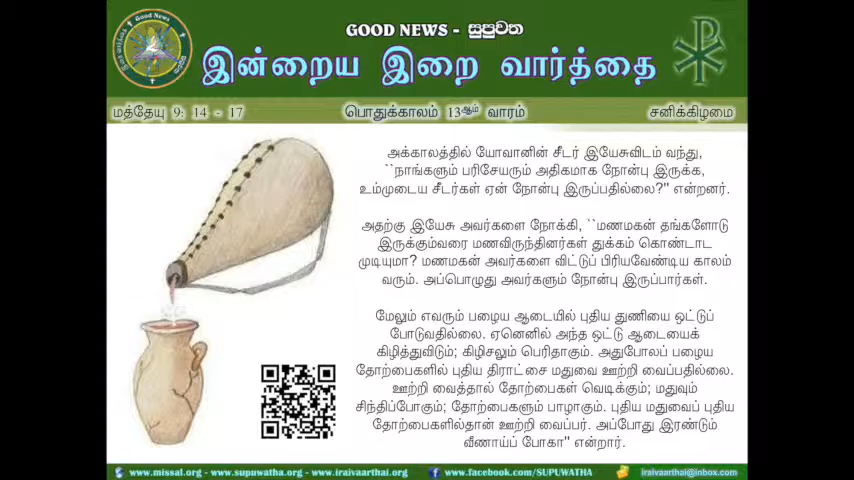 Good News
GOOD NEWS - සුපුවත
இன்றைய இறை வார்த்தை
மத்தேயு 9: 14 - 17 பொதுக்காலம் 13ஆம் வாரம் சனிக்கிழமை
அக்காலத்தில் யோவானின் சீடர் இயேசுவிடம் வந்து,
``நாங்களும் பரிசேயரும் அதிகமாக நோன்பு இருக்க,
உம்முடைய சீடர்கள் ஏன் நோன்பு இருப்பதில்லை?'' என்றனர்.
அதற்கு இயேசு அவர்களை நோக்கி, ``மணமகன் தங்களோடு
இருக்கும்வரை மணவிருந்தினர்கள் துக்கம் கொண்டாட
முடியுமா? மணமகன் அவர்களை விட்டுப் பிரியவேண்டிய காலம்
வரும். அப்பொழுது அவர்களும் நோன்பு இருப்பார்கள்.
மேலும் எவரும் பழைய ஆடையில் புதிய துணியை ஒட்டுப்
போடுவதில்லை. ஏனெனில் அந்த ஒட்டு ஆடையைக்
கிழித்துவிடும்; கிழிசலும் பெரிதாகும். அதுபோலப் பழைய
தோற்பைகளில் புதிய திராட்சை மதுவை ஊற்றி வைப்பதில்லை.
ஊற்றி வைத்தால் தோற்பைகள் வெடிக்கும்; மதுவும்
சிந்திப்போகும்; தோற்பைகளும் பாழாகும். புதிய மதுவைப் புதிய
தோற்பைகளில்தான் ஊற்றி வைப்பர். அப்போது இரண்டும்
வீணாய்ப் போகா'' என்றார்.
www.missal.org - www.supuwatha.org - www.iraivaarthai.org www.facebook.com/SUPUWATHA iraivaarthai@inbox.com